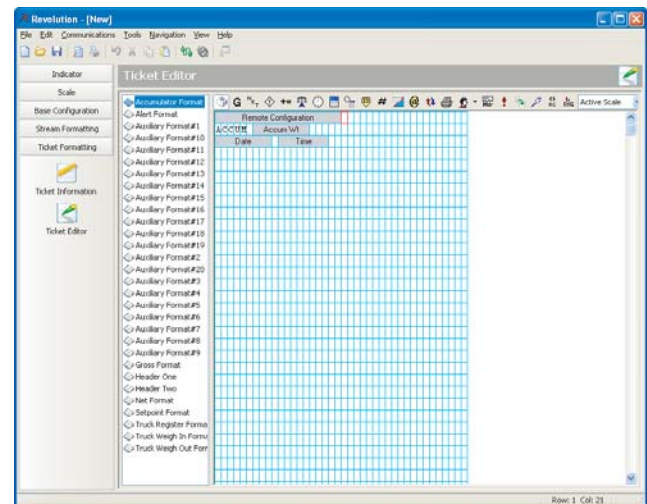 Revolution - [New]
File Edit Communications Tools Navigation View Help
Indicator
Scale
Base Configuration
Stream Formatting
Ticket Formatting
Ticket Information
Ticket Editor
Ticket Editor
Accumulator Format
Alert Format
Auxiliary Format#1
Auxiliary Format#10
Auxiliary Format#11
Auxiliary Format#12
Auxiliary Format#13
Auxiliary Format#14
Auxiliary Format#15
Auxiliary Format#16
Auxiliary Format#17
Auxiliary Format#18
Auxiliary Format#19
Auxiliary Format#2
Auxiliary Format#20
Auxiliary Format#3
Auxiliary Format#4
Auxiliary Format#5
Auxiliary Format#6
Auxiliary Format#7
Auxiliary Format#8
Auxiliary Format#9
Gross Format
Header One
Header Two
Net Format
Setpoint Format
Truck Register Forma
Truck Weigh In Forma
Truck Weigh Out Forr
Active Scale
Remote Configuration
ACCUM Accum Wt
Date Time
Row: 1 Col: 21